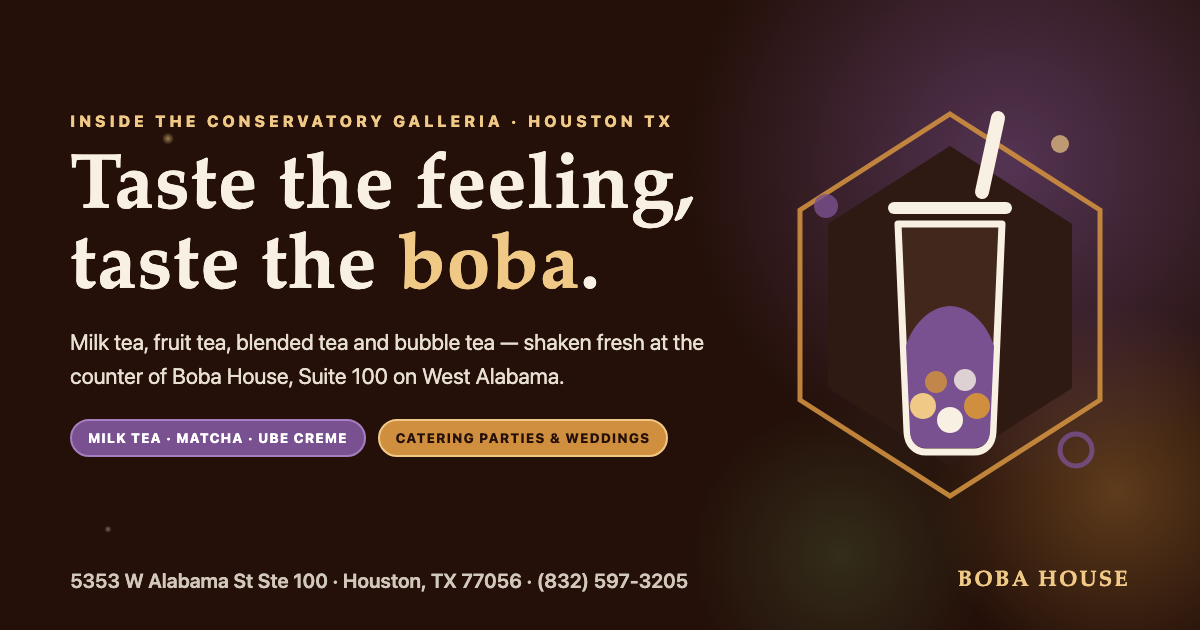 INSIDE THE CONSERVATORY GALLERIA · HOUSTON TX
Taste the feeling,
taste the boba.
Milk tea, fruit tea, blended tea and bubble tea — shaken fresh at the
counter of Boba House, Suite 100 on West Alabama.
MILK TEA · MATCHA · UBE CREME
CATERING PARTIES & WEDDINGS
5353 W Alabama St Ste 100 · Houston, TX 77056 · (832) 597-3205
BOBA HOUSE